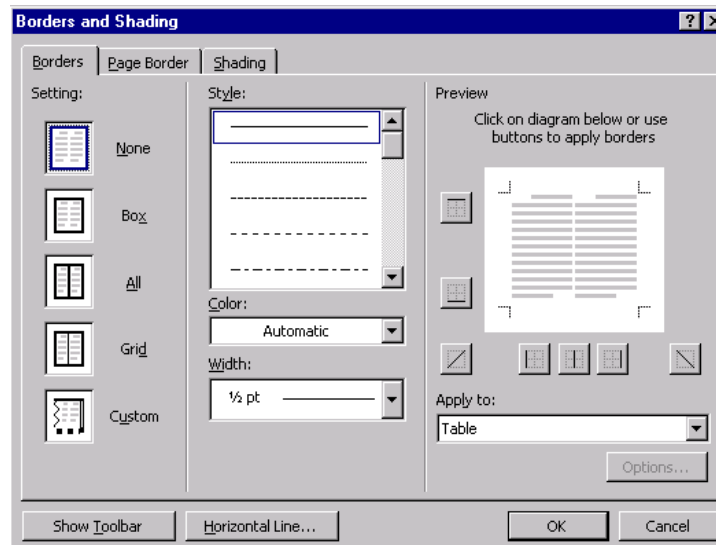 Borders and Shading
Borders
Page Border
Shading
Setting:
None
Box
All
Grid
Custom
Style:
Color:
Automatic
Width:
½ pt
Preview
Click on diagram below or use
buttons to apply borders
Apply to:
Table
Options...
Show Toolbar
Horizontal Line...
OK
Cancel